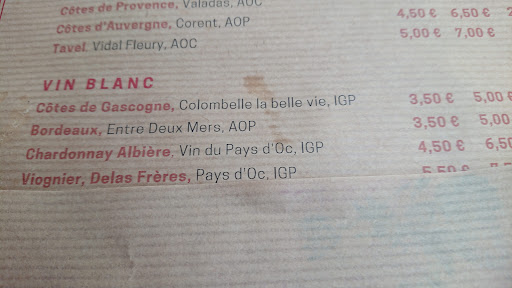 Côtes de Provence, Valadas, AOC 4,50 € 6,50 €
Côtes d'Auvergne, Corent, AOP 5,00 € 7,00 €
Tavel, Vidal Fleury, AOC
VIN BLANC
Côtes de Gascogne, Colombelle la belle vie, IGP 3,50 € 5,00 €
Bordeaux, Entre Deux Mers, AOP 3,50 € 5,00
Chardonnay Albière, Vin du Pays d'Oc, IGP 4,50 € 6,50
Viognier, Delas Frères, Pays d'Oc, IGP 5,50 €